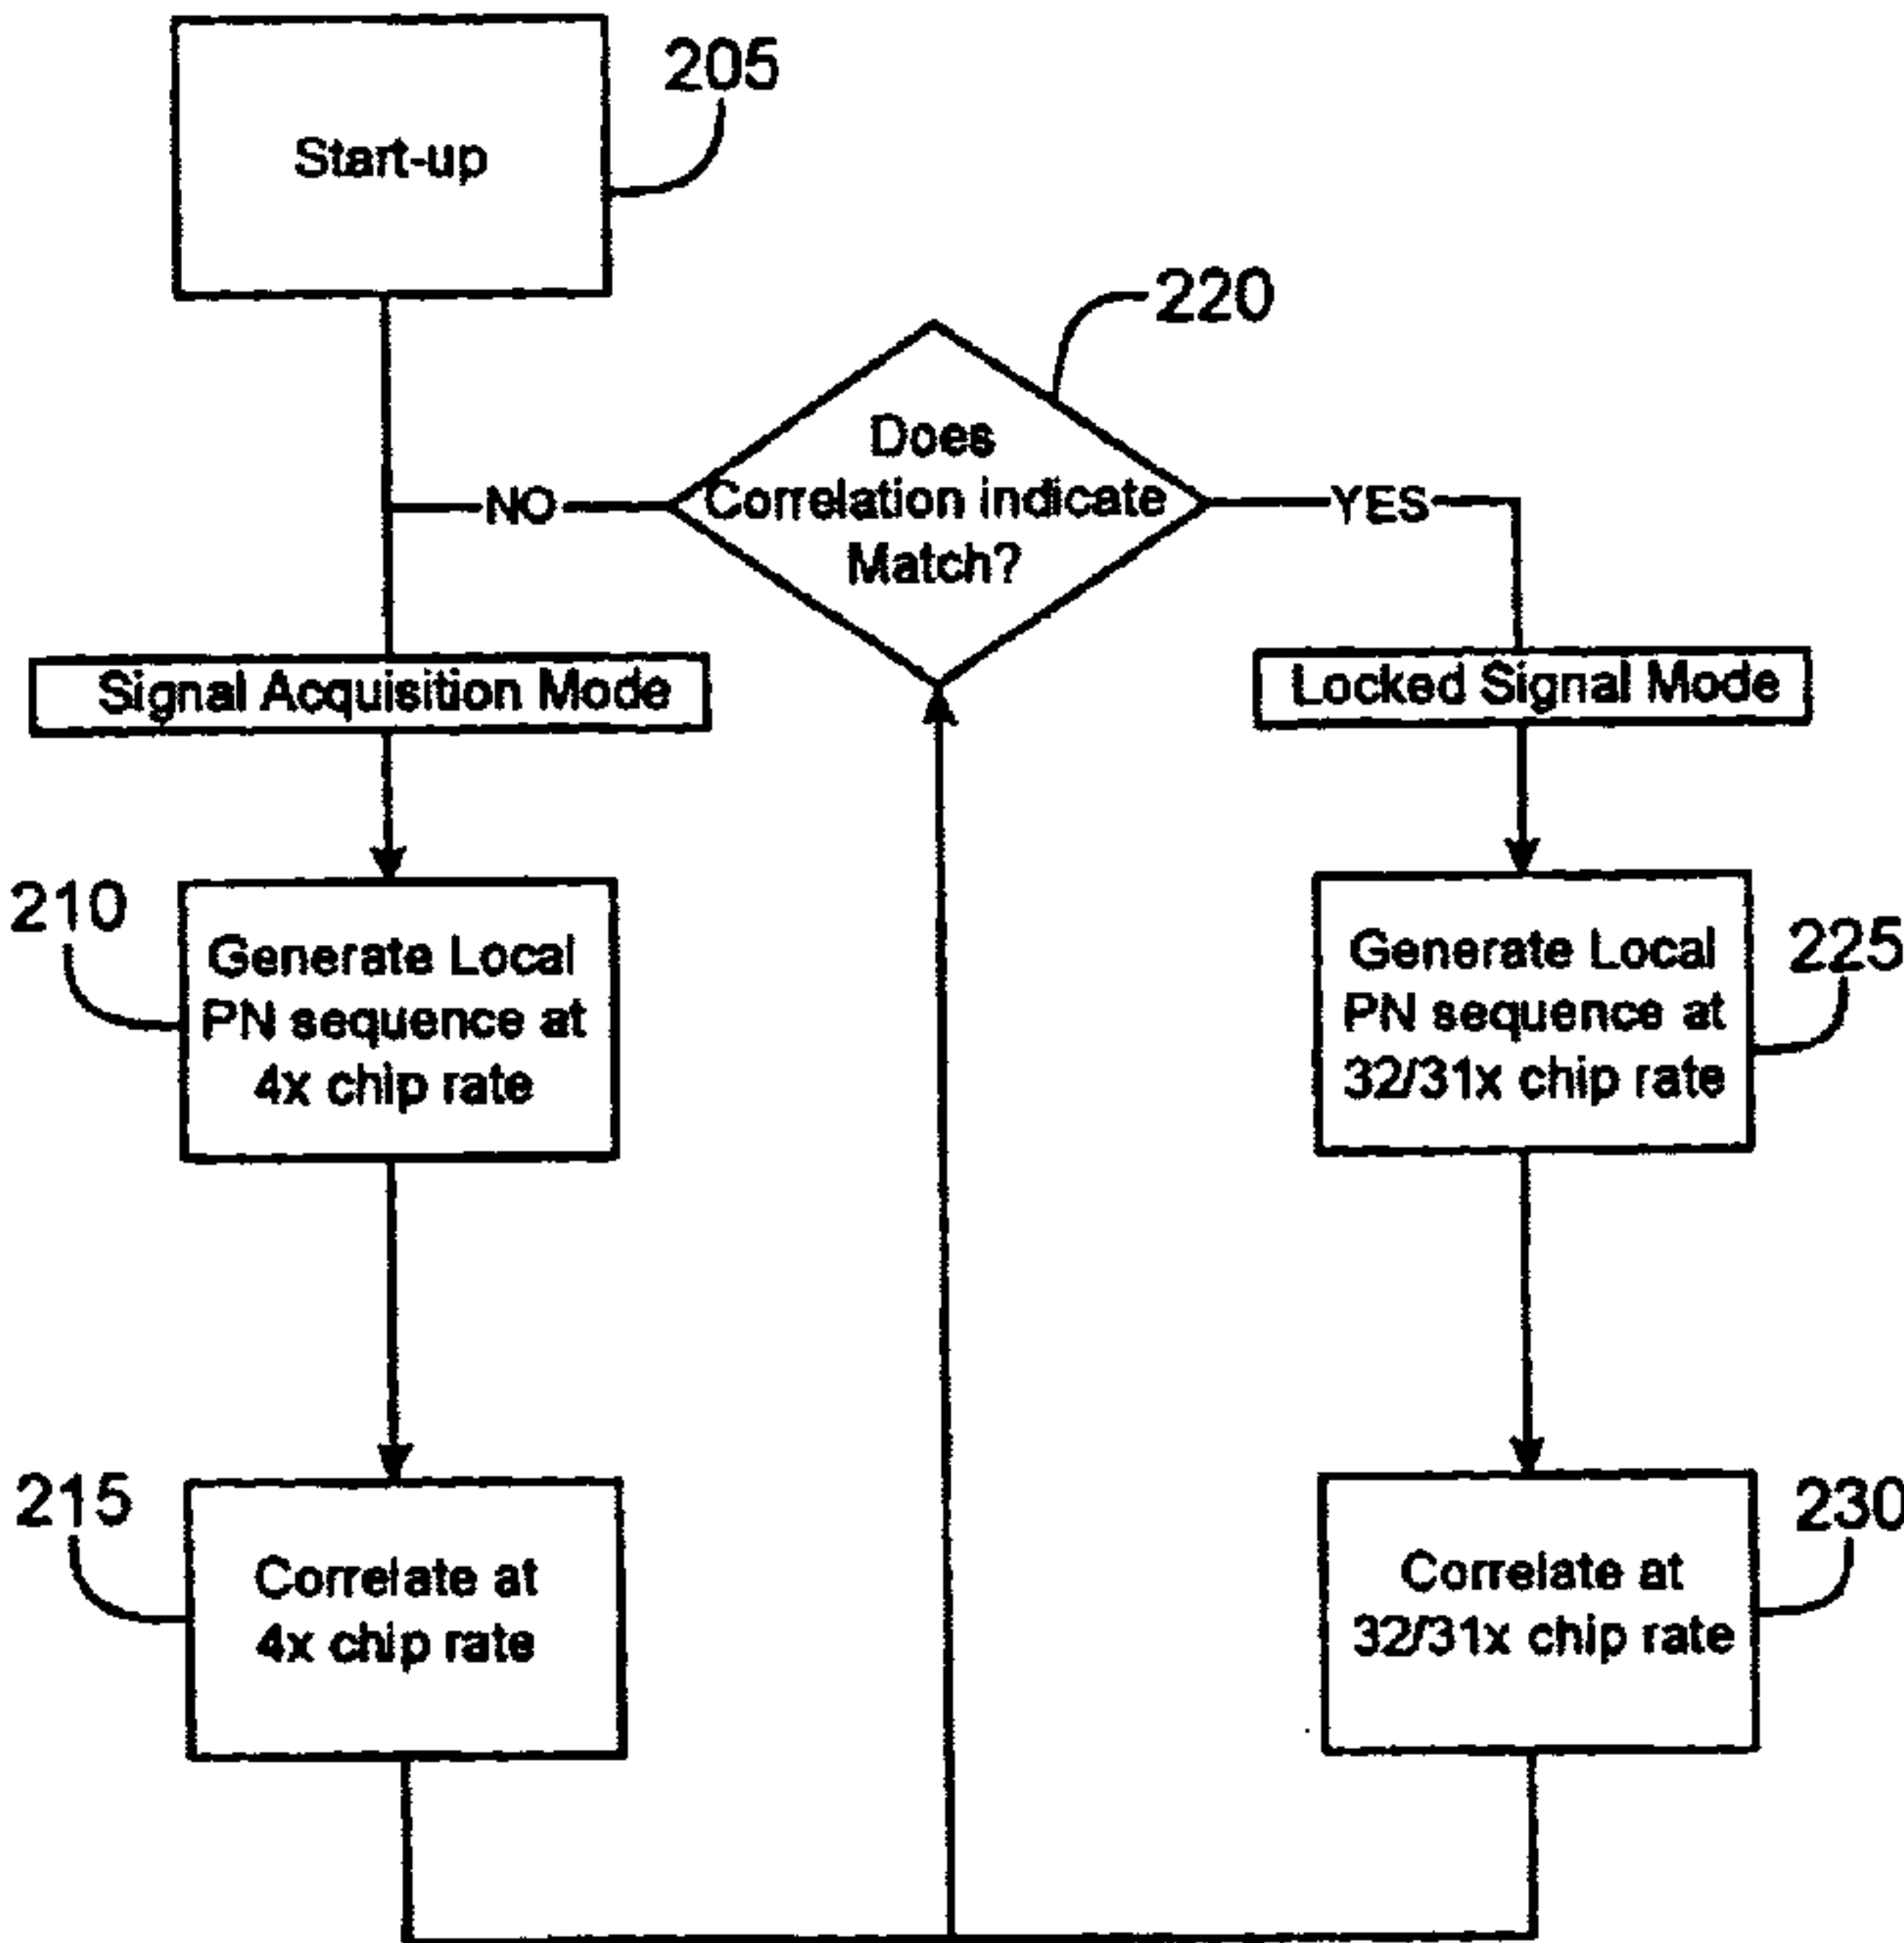 205
Start-up
220
Does
Correlation indicate
Match?
NO
YES
Signal Acquisition Mode
Locked Signal Mode
210
Generate Local
PN sequence at
4x chip rate
225
Generate Local
PN sequence at
32/31x chip rate
215
Correlate at
4x chip rate
230
Correlate at
32/31x chip rate